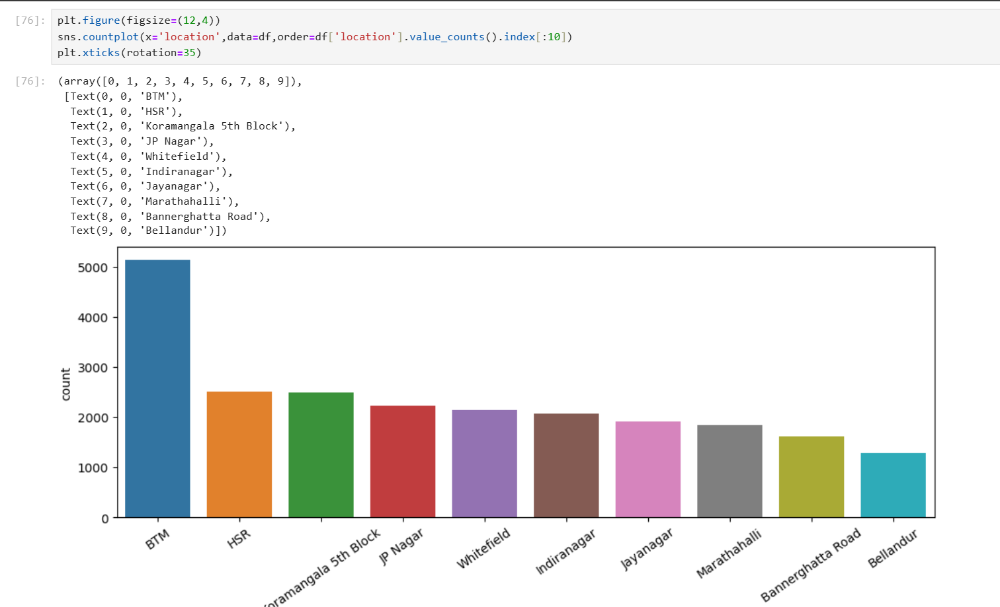 [76]: plt.figure(figsize=(12,4))
sns.countplot(x='location',data=df,order=df['location'].value_counts().index[:10])
plt.xticks(rotation=35)
[76]: (array([0, 1, 2, 3, 4, 5, 6, 7, 8, 9]),
[Text(0, 0, 'BTM'),
Text(1, 0, 'HSR'),
Text(2, 0, 'Koramangala 5th Block'),
Text(3, 0, 'JP Nagar'),
Text(4, 0, 'Whitefield'),
Text(5, 0, 'Indiranagar'),
Text(6, 0, 'Jayanagar'),
Text(7, 0, 'Marathahalli'),
Text(8, 0, 'Bannerghatta Road'),
Text(9, 0, 'Bellandur')])
5000
4000
3000
2000
1000
0
count
BTM
HSR
oramangala 5th Block
JP Nagar
Whitefield
Indiranagar
Jayanagar
Marathahalli
Bannerghatta Road
Bellandur